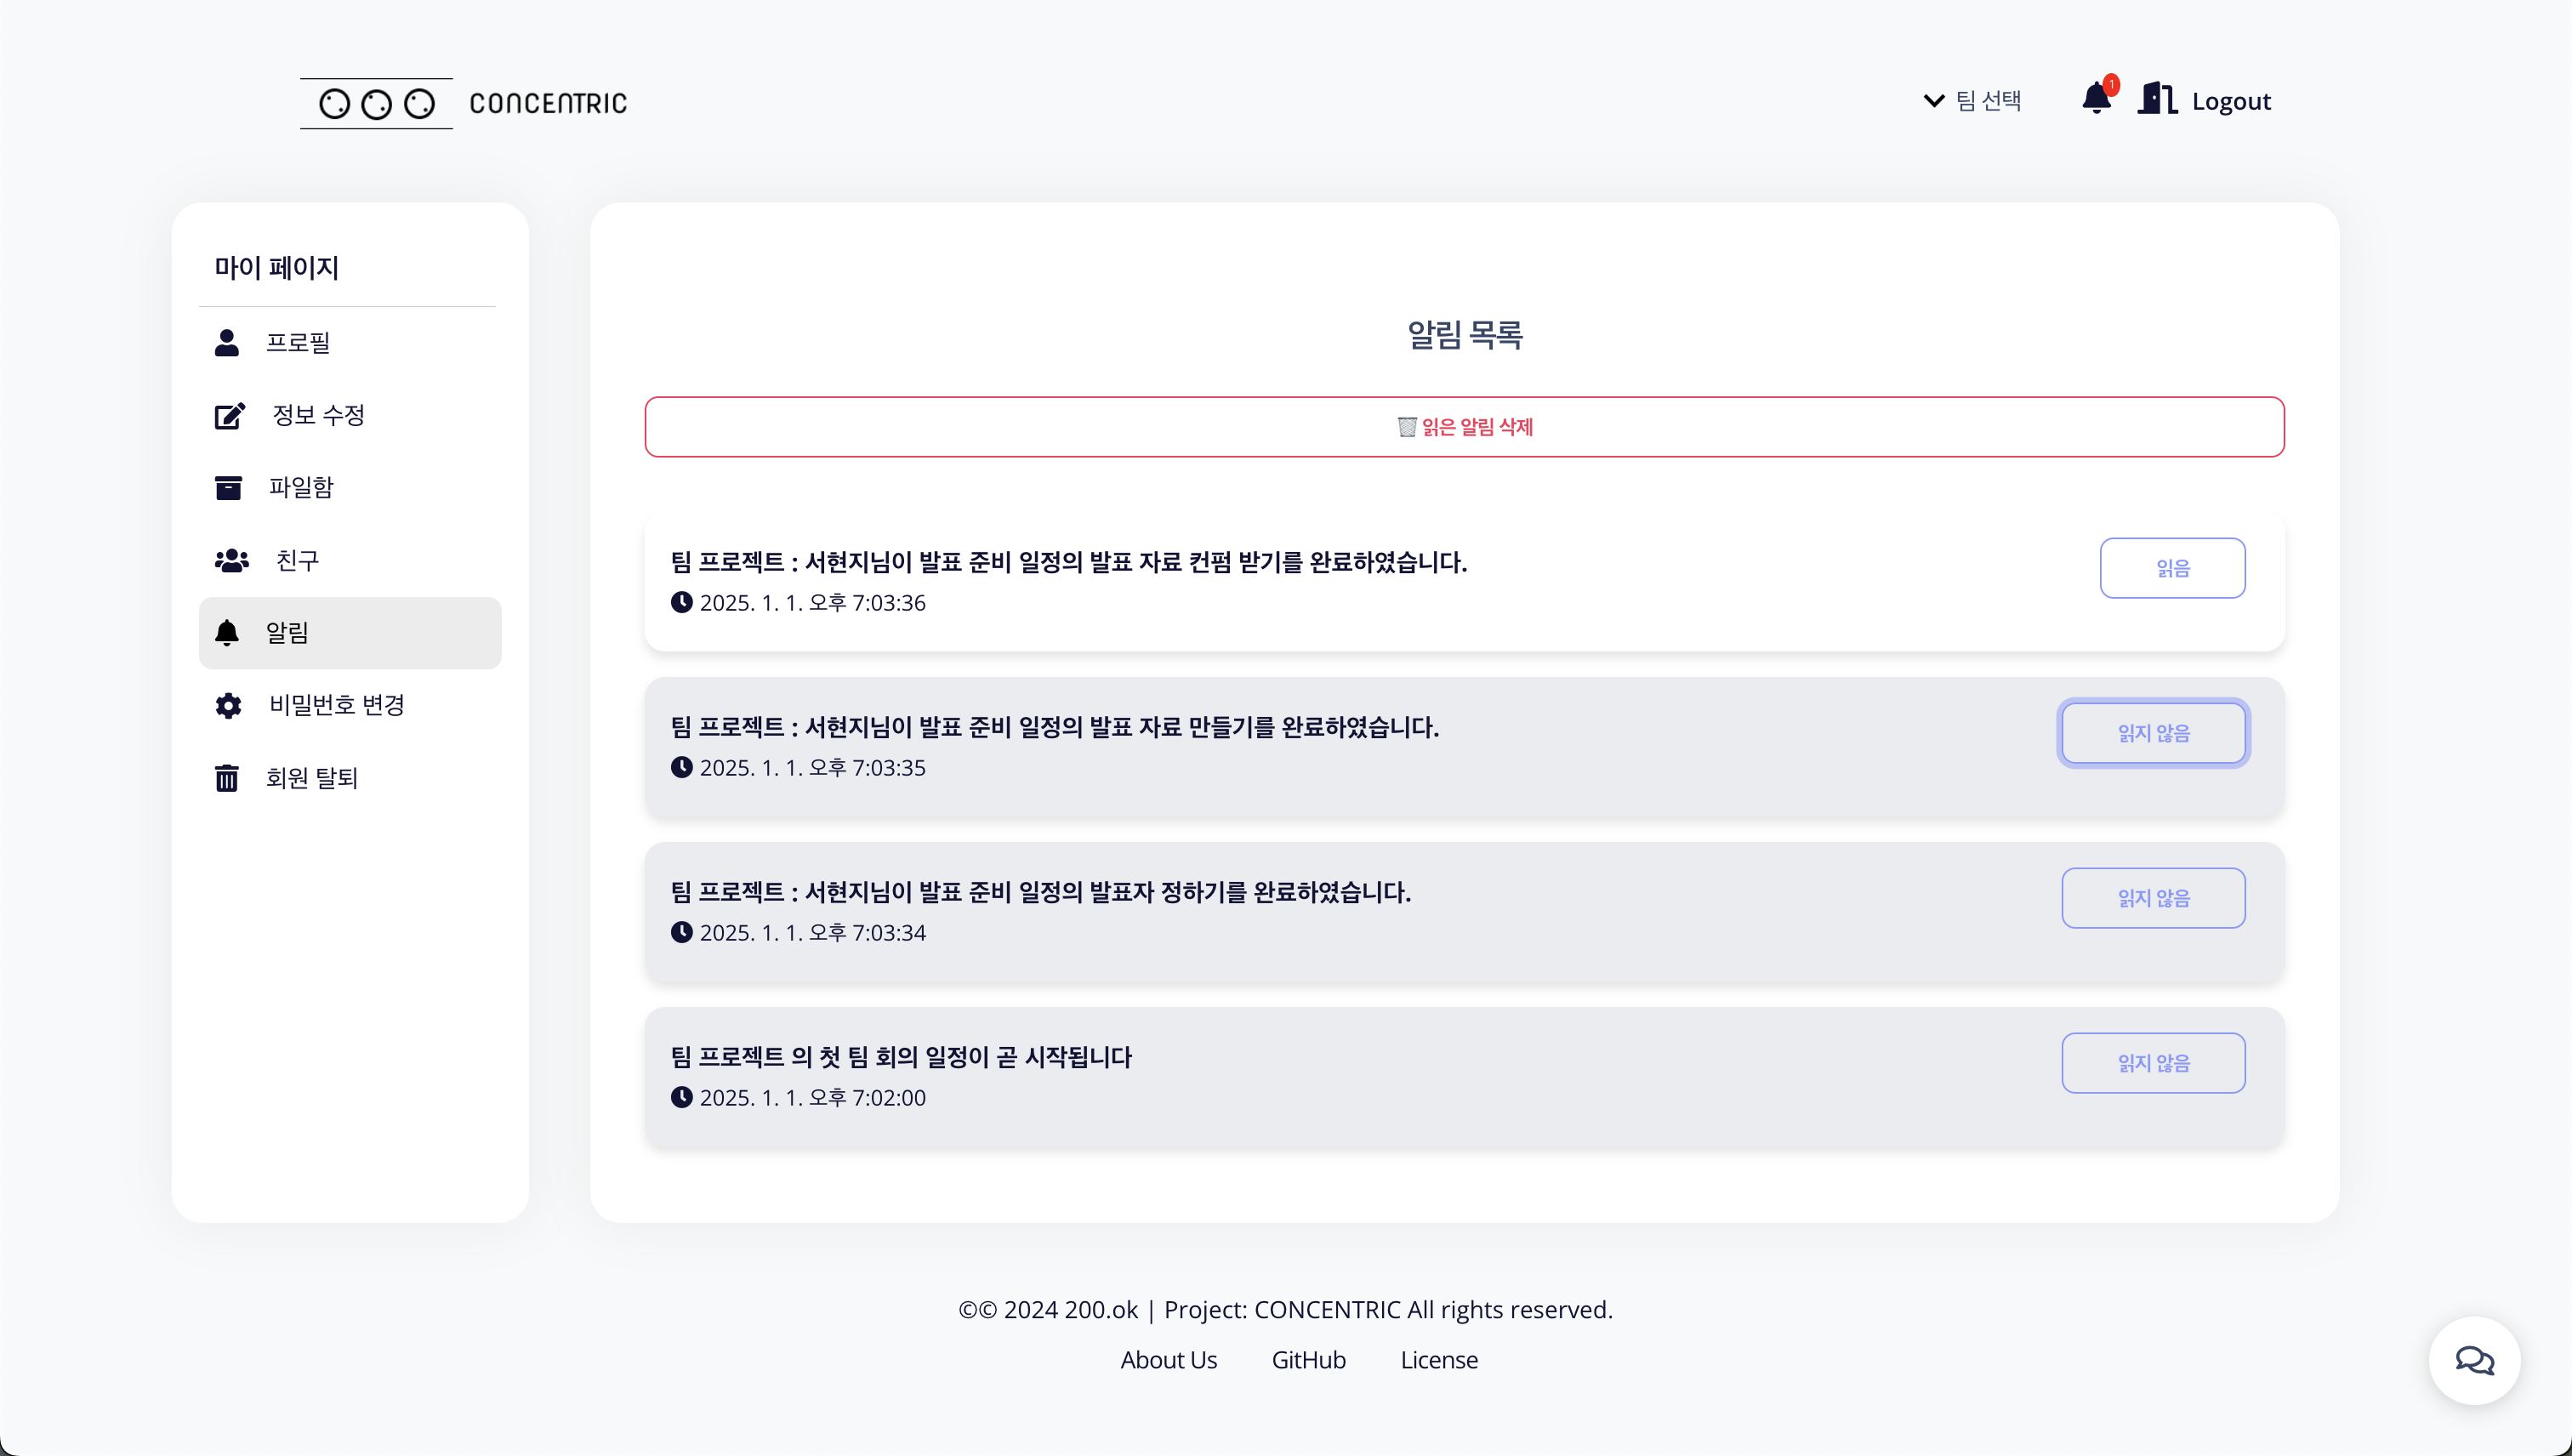 CONCENTRIC
팀 선택
1
Logout
마이 페이지
프로필
정보 수정
파일함
친구
알림
비밀번호 변경
회원 탈퇴
알림 목록
읽은 알림 삭제
팀 프로젝트 : 서현지님이 발표 준비 일정의 발표 자료 컨펌 받기를 완료하였습니다.
2025. 1. 1. 오후 7:03:36
읽음
팀 프로젝트 : 서현지님이 발표 준비 일정의 발표 자료 만들기를 완료하였습니다.
2025. 1. 1. 오후 7:03:35
읽지 않음
팀 프로젝트 : 서현지님이 발표 준비 일정의 발표자 정하기를 완료하였습니다.
2025. 1. 1. 오후 7:03:34
읽지 않음
팀 프로젝트 의 첫 팀 회의 일정이 곧 시작됩니다
2025. 1. 1. 오후 7:02:00
읽지 않음
©© 2024 200.ok | Project: CONCENTRIC All rights reserved.
About Us GitHub License